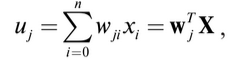 u_j = \sum_{i=0}^{n} w_{ji} x_i = \mathbf{w}_j^T \mathbf{X} ,